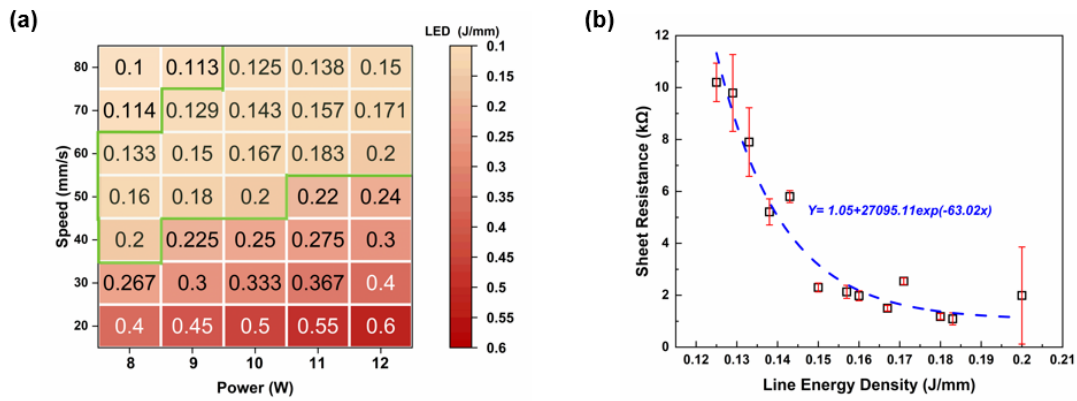 (a)
LED (J/mm)
80 0.1 0.113 0.125 0.138 0.15
70 0.114 0.129 0.143 0.157 0.171
60 0.133 0.15 0.167 0.183 0.2
50 0.16 0.18 0.2 0.22 0.24
40 0.2 0.225 0.25 0.275 0.3
30 0.267 0.3 0.333 0.367 0.4
20 0.4 0.45 0.5 0.55 0.6
8 9 10 11 12
Speed (mm/s)
Power (W)
0.1
0.15
0.2
0.25
0.3
0.35
0.4
0.45
0.5
0.55
0.6
(b)
12
10
8
6
4
2
0
Sheet Resistance (kΩ)
Y= 1.05+27095.11exp(-63.02x)
0.12 0.13 0.14 0.15 0.16 0.17 0.18 0.19 0.2 0.21
Line Energy Density (J/mm)